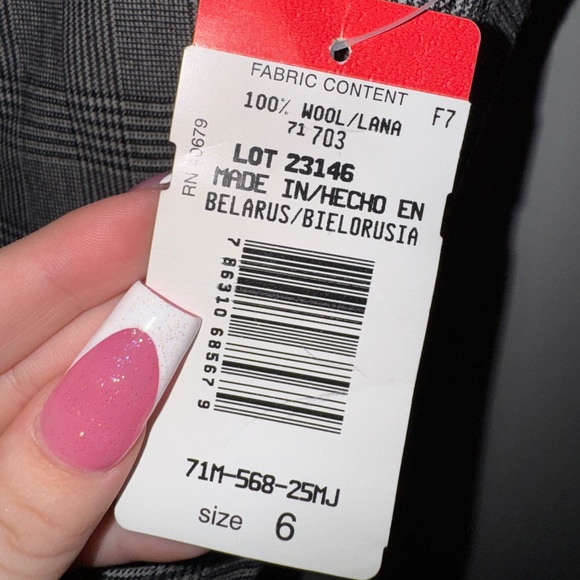 FABRIC CONTENT
100% WOOL/LANA
F7
71 703
RN
LOT 23146
MADE IN/HECHO EN
BELARUS/BIELORUSIA
7 86310 68567 9
71M-568-25MJ
size 6